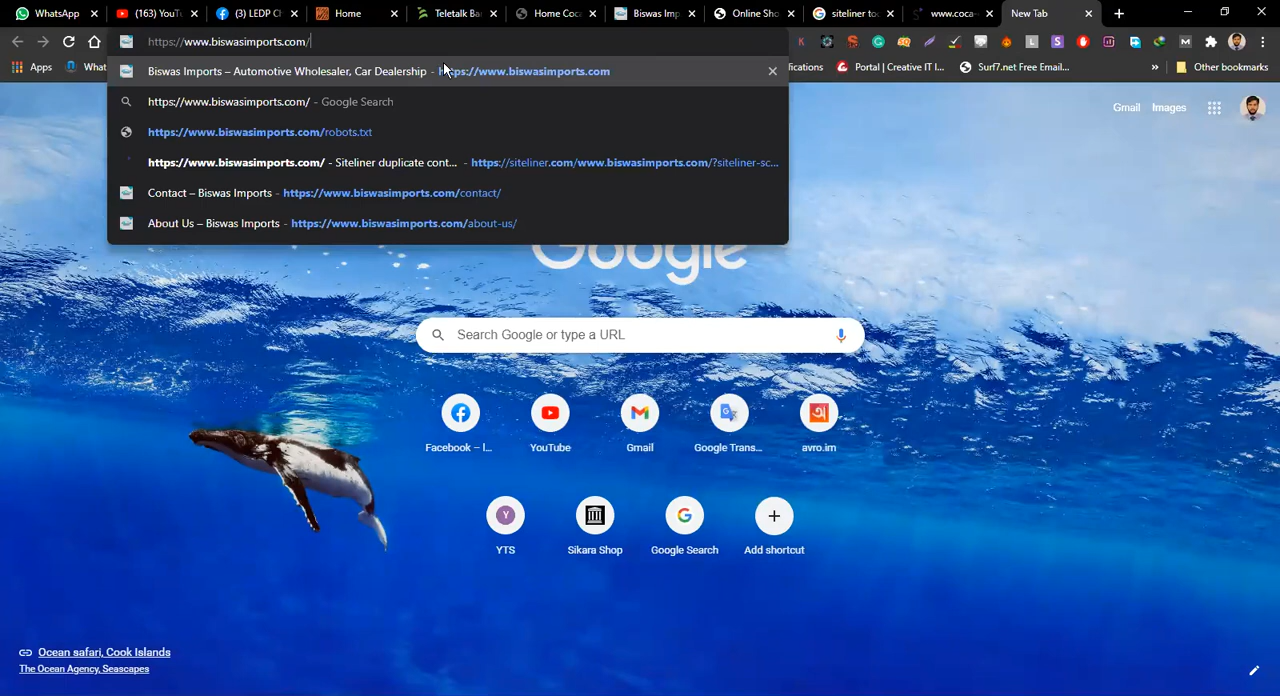 WhatsApp
(163) YouTu
(3) LEDP Ch
Home
Teletalk Ba
Home Coca
Biswas Imp
Online Sho
siteliner too
www.coca-
New Tab
https://www.biswasimports.com/
Apps
What
ications
Portal | Creative IT I...
Surf7.net Free Email...
»
Other bookmarks
Biswas Imports – Automotive Wholesaler, Car Dealership - https://www.biswasimports.com
https://www.biswasimports.com/ - Google Search
https://www.biswasimports.com/robots.txt
https://www.biswasimports.com/ - Siteliner duplicate cont... - https://siteliner.com/www.biswasimports.com/?siteliner-sc...
Contact – Biswas Imports - https://www.biswasimports.com/contact/
About Us – Biswas Imports - https://www.biswasimports.com/about-us/
Gmail
Images
Google
Search Google or type a URL
Facebook – l...
YouTube
Gmail
Google Trans...
avro.im
Y
YTS
Sikara Shop
Google Search
Add shortcut
Ocean safari, Cook Islands
The Ocean Agency, Seascapes